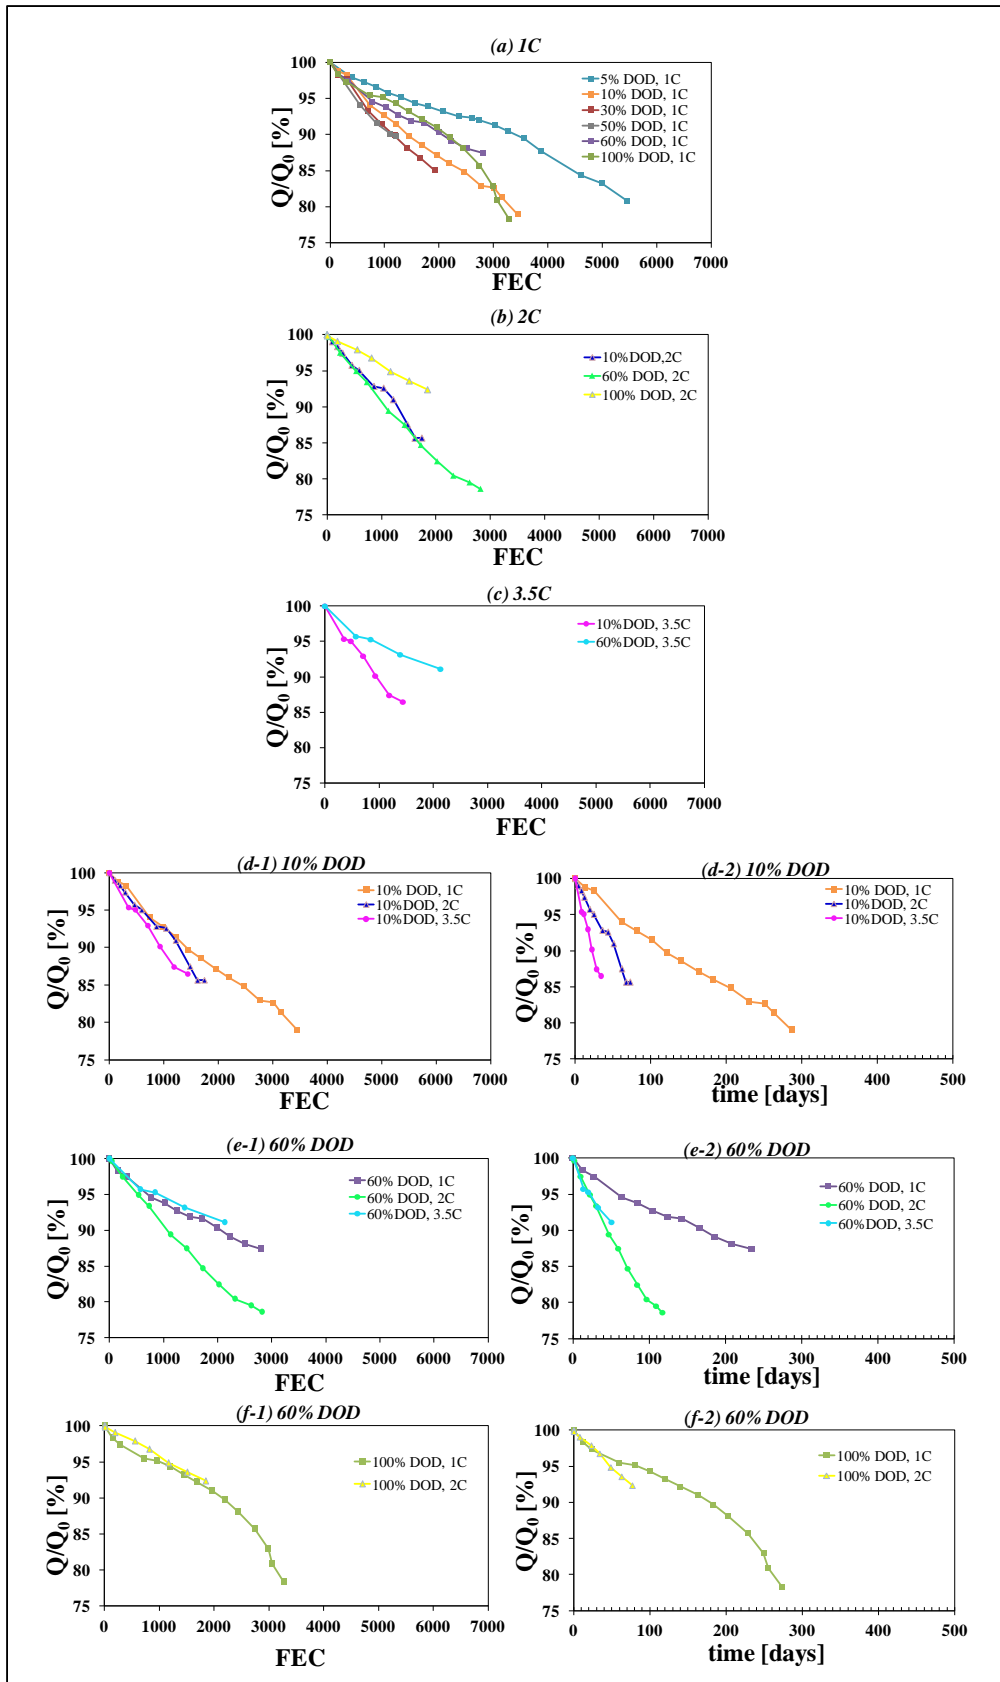 (a) 1C
100
95
90
85
80
75
Q/Q0 [%]
5% DOD, 1C
10% DOD, 1C
30% DOD, 1C
50% DOD, 1C
60% DOD, 1C
100% DOD, 1C
0 1000 2000 3000 4000 5000 6000 7000
FEC
(b) 2C
100
95
90
85
80
75
Q/Q0 [%]
10%DOD,2C
60% DOD, 2C
100% DOD, 2C
0 1000 2000 3000 4000 5000 6000 7000
FEC
(c) 3.5C
100
95
90
85
80
75
Q/Q0 [%]
10%DOD, 3.5C
60%DOD, 3.5C
0 1000 2000 3000 4000 5000 6000 7000
FEC
(d-1) 10% DOD
100
95
90
85
80
75
Q/Q0 [%]
10% DOD, 1C
10%DOD, 2C
10%DOD, 3.5C
0 1000 2000 3000 4000 5000 6000 7000
FEC
(d-2) 10% DOD
100
95
90
85
80
75
Q/Q0 [%]
10% DOD, 1C
10%DOD, 2C
10%DOD, 3.5C
0 100 200 300 400 500
time [days]
(e-1) 60% DOD
100
95
90
85
80
75
Q/Q0 [%]
60% DOD, 1C
60% DOD, 2C
60%DOD, 3.5C
0 1000 2000 3000 4000 5000 6000 7000
FEC
(e-2) 60% DOD
100
95
90
85
80
75
Q/Q0 [%]
60% DOD, 1C
60% DOD, 2C
60%DOD, 3.5C
0 100 200 300 400 500
time [days]
(f-1) 60% DOD
100
95
90
85
80
75
Q/Q0 [%]
100% DOD, 1C
100% DOD, 2C
0 1000 2000 3000 4000 5000 6000 7000
FEC
(f-2) 60% DOD
100
95
90
85
80
75
Q/Q0 [%]
100% DOD, 1C
100% DOD, 2C
0 100 200 300 400 500
time [days]